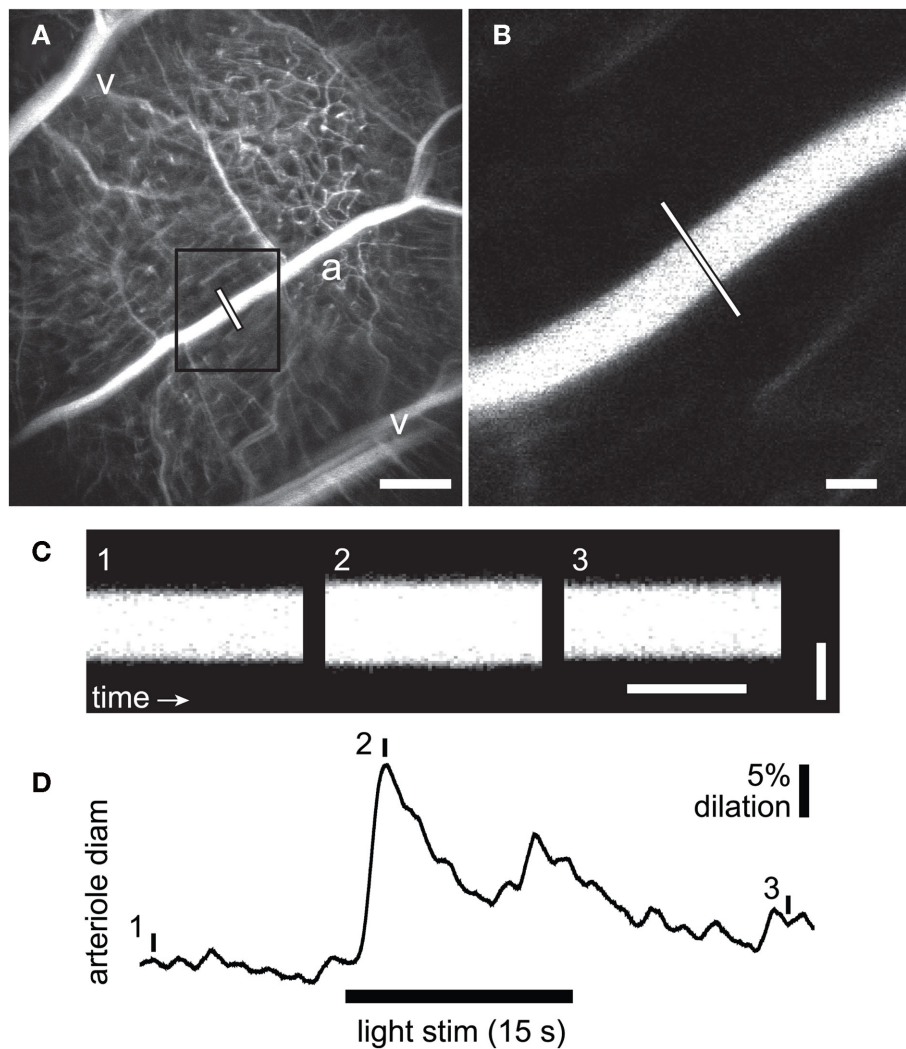 A
v
a
v
B
C
1
2
3
time →
D
arteriole diam
1
2
3
5%
dilation
light stim (15 s)